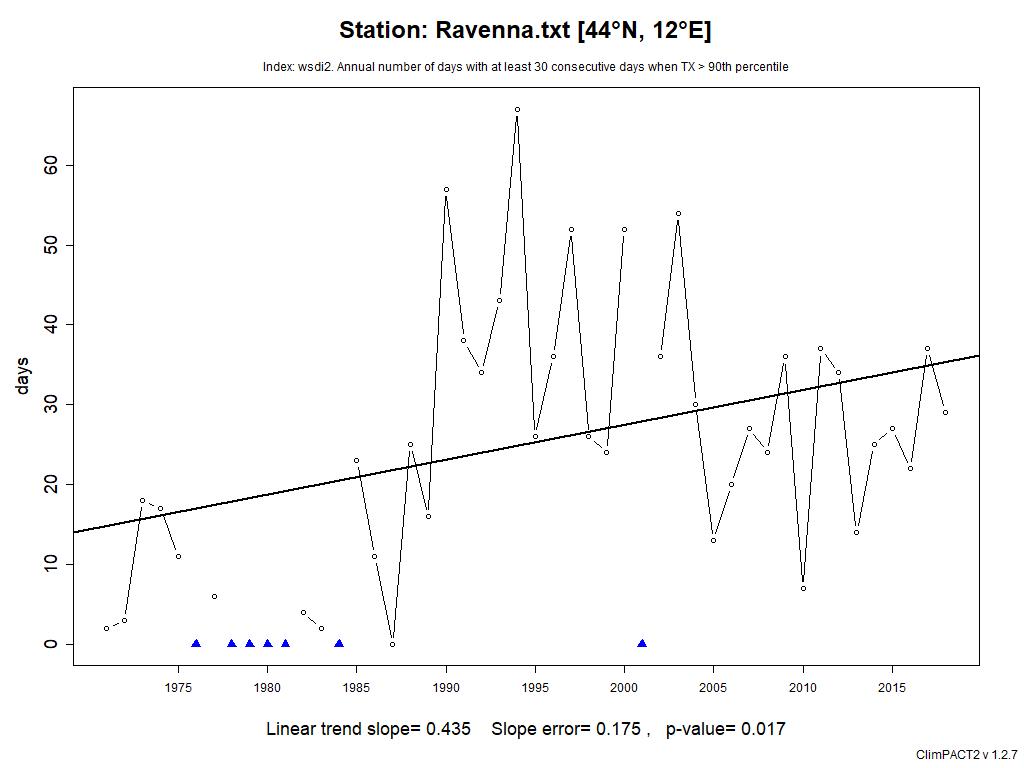 Station: Ravenna.txt [44°N, 12°E]
Index: wsdi2. Annual number of days with at least 30 consecutive days when TX > 90th percentile
days
60
50
40
30
20
10
0
1975 1980 1985 1990 1995 2000 2005 2010 2015
Linear trend slope= 0.435 Slope error= 0.175 , p-value= 0.017
ClimPACT2 v 1.2.7